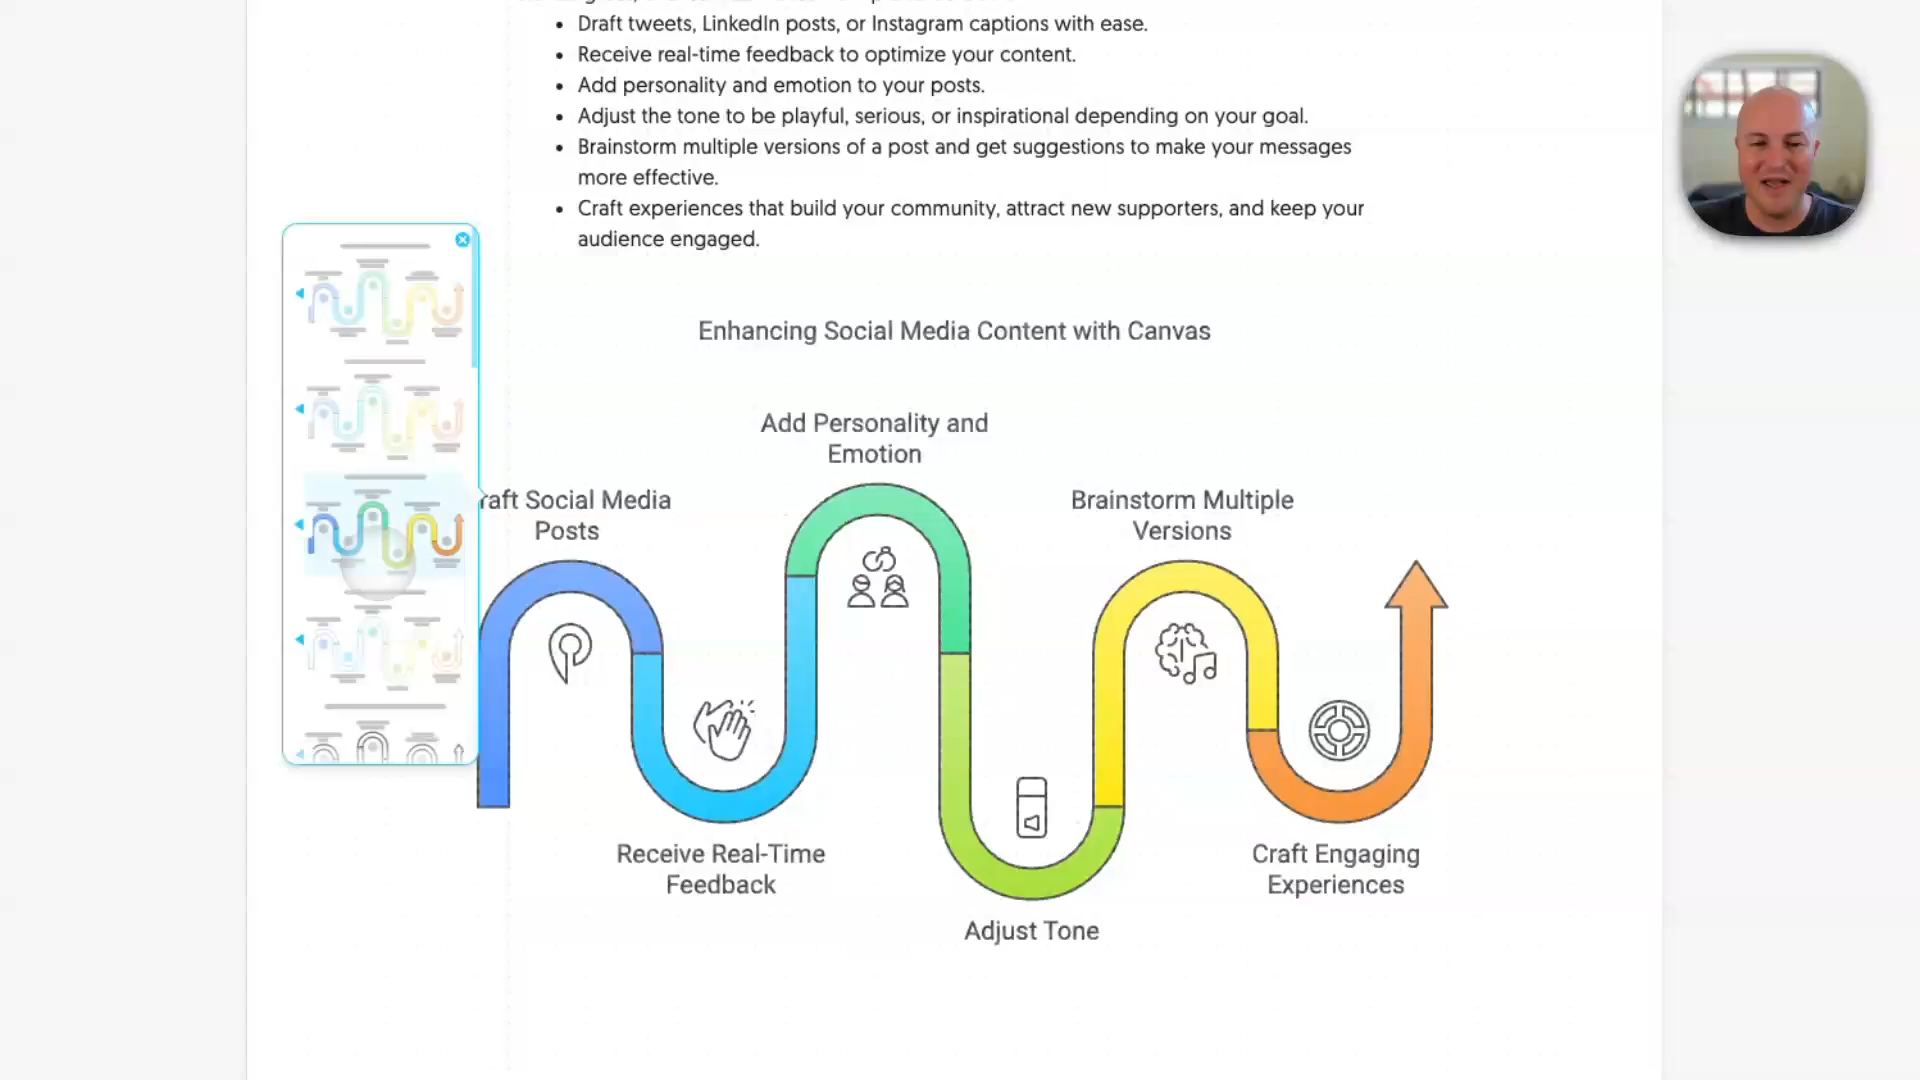 Draft tweets, LinkedIn posts, or Instagram captions with ease.
Receive real-time feedback to optimize your content.
Add personality and emotion to your posts.
Adjust the tone to be playful, serious, or inspirational depending on your goal.
Brainstorm multiple versions of a post and get suggestions to make your messages
more effective.
Craft experiences that build your community, attract new supporters, and keep your
audience engaged.
Enhancing Social Media Content with Canvas
Add Personality and
Emotion
raft Social Media
Posts
Brainstorm Multiple
Versions
Receive Real-Time
Feedback
Craft Engaging
Experiences
Adjust Tone